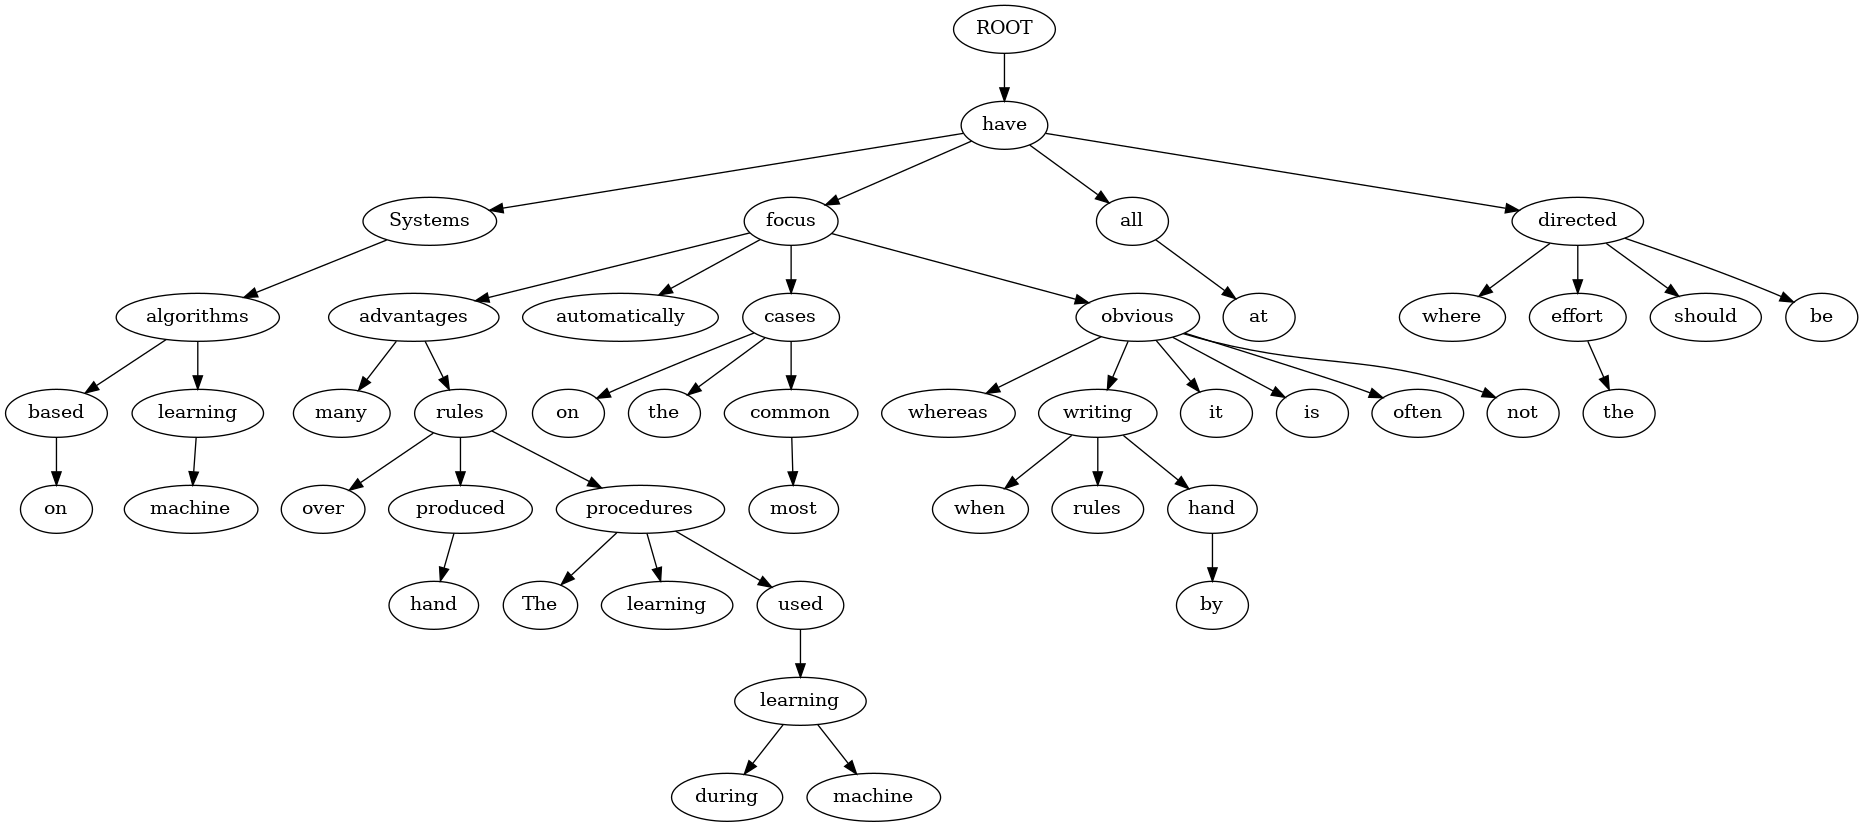 ROOT
have
Systems focus all directed
algorithms advantages automatically cases obvious at where effort should be
based learning many rules on the common whereas writing it is often not the
on machine over produced procedures most when rules hand
hand The learning used by
learning
during machine